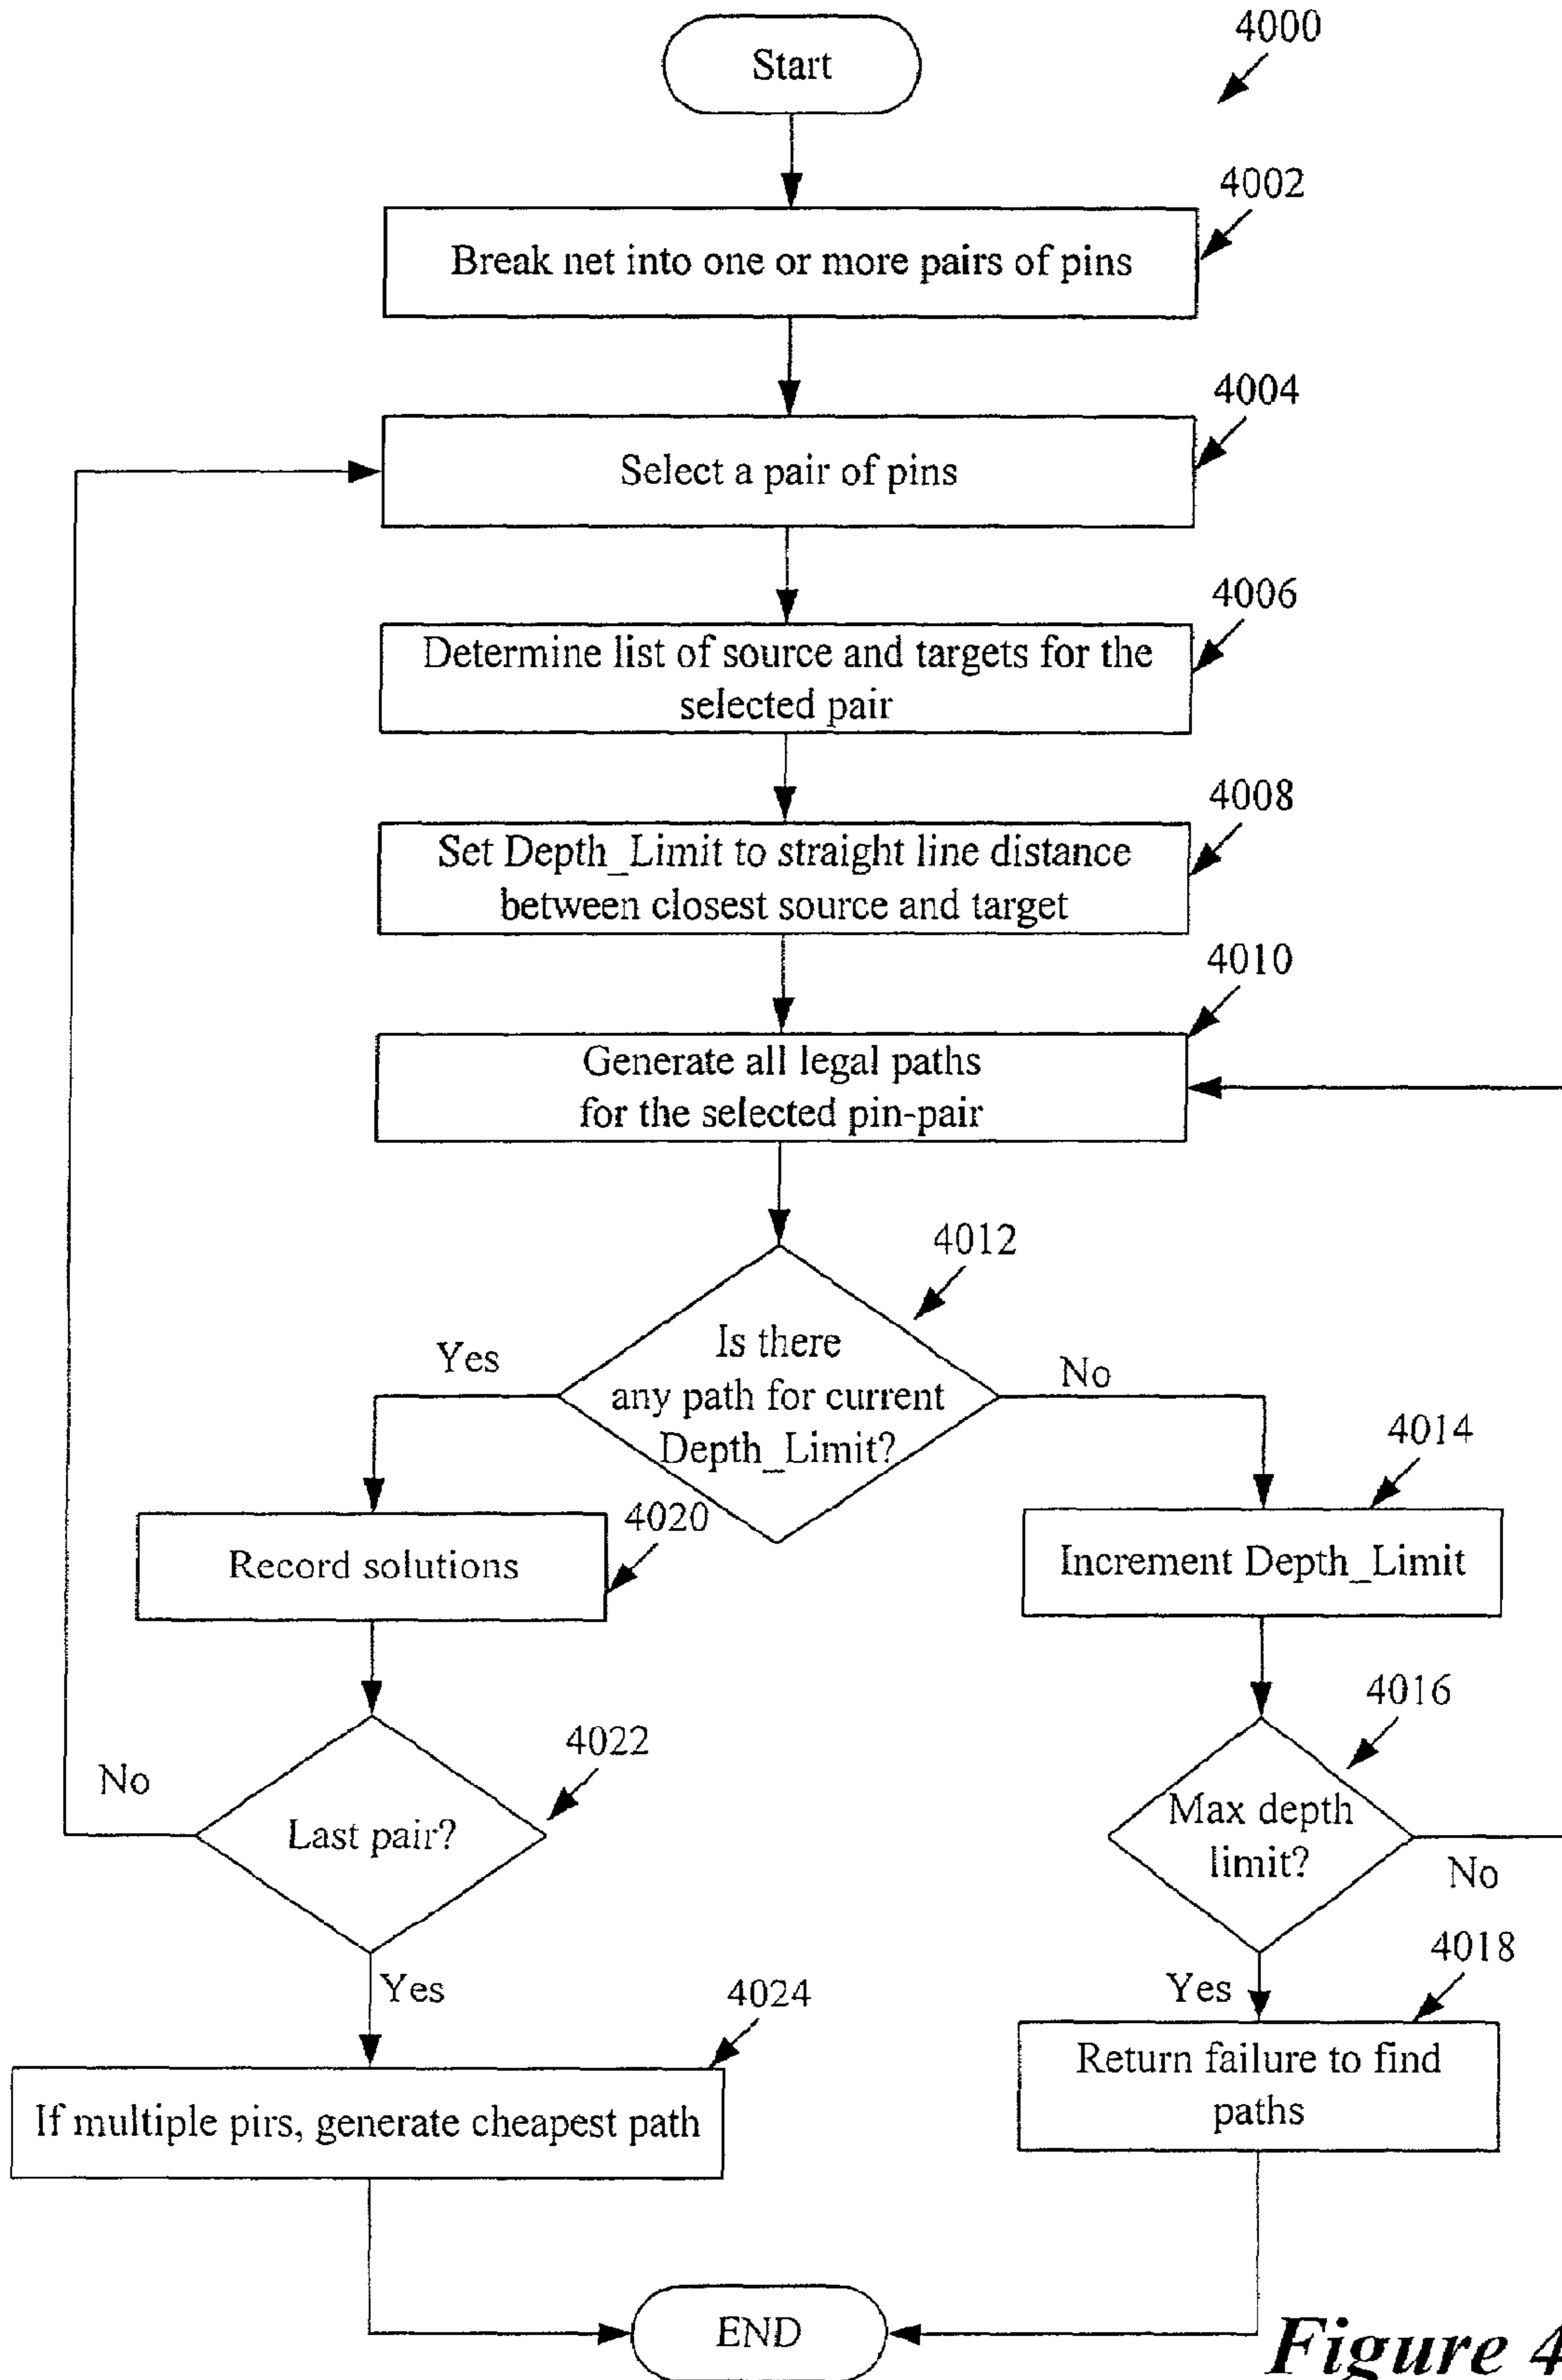 Start
4000
4002
Break net into one or more pairs of pins
4004
Select a pair of pins
4006
Determine list of source and targets for the
selected pair
4008
Set Depth_Limit to straight line distance
between closest source and target
4010
Generate all legal paths
for the selected pin-pair
4012
Is there
any path for current
Depth_Limit?
Yes
No
4014
Increment Depth_Limit
4020
Record solutions
4016
Max depth
limit?
No
4022
Last pair?
No
Yes
Yes
4018
Return failure to find
paths
4024
If multiple pirs, generate cheapest path
END
Figure 4